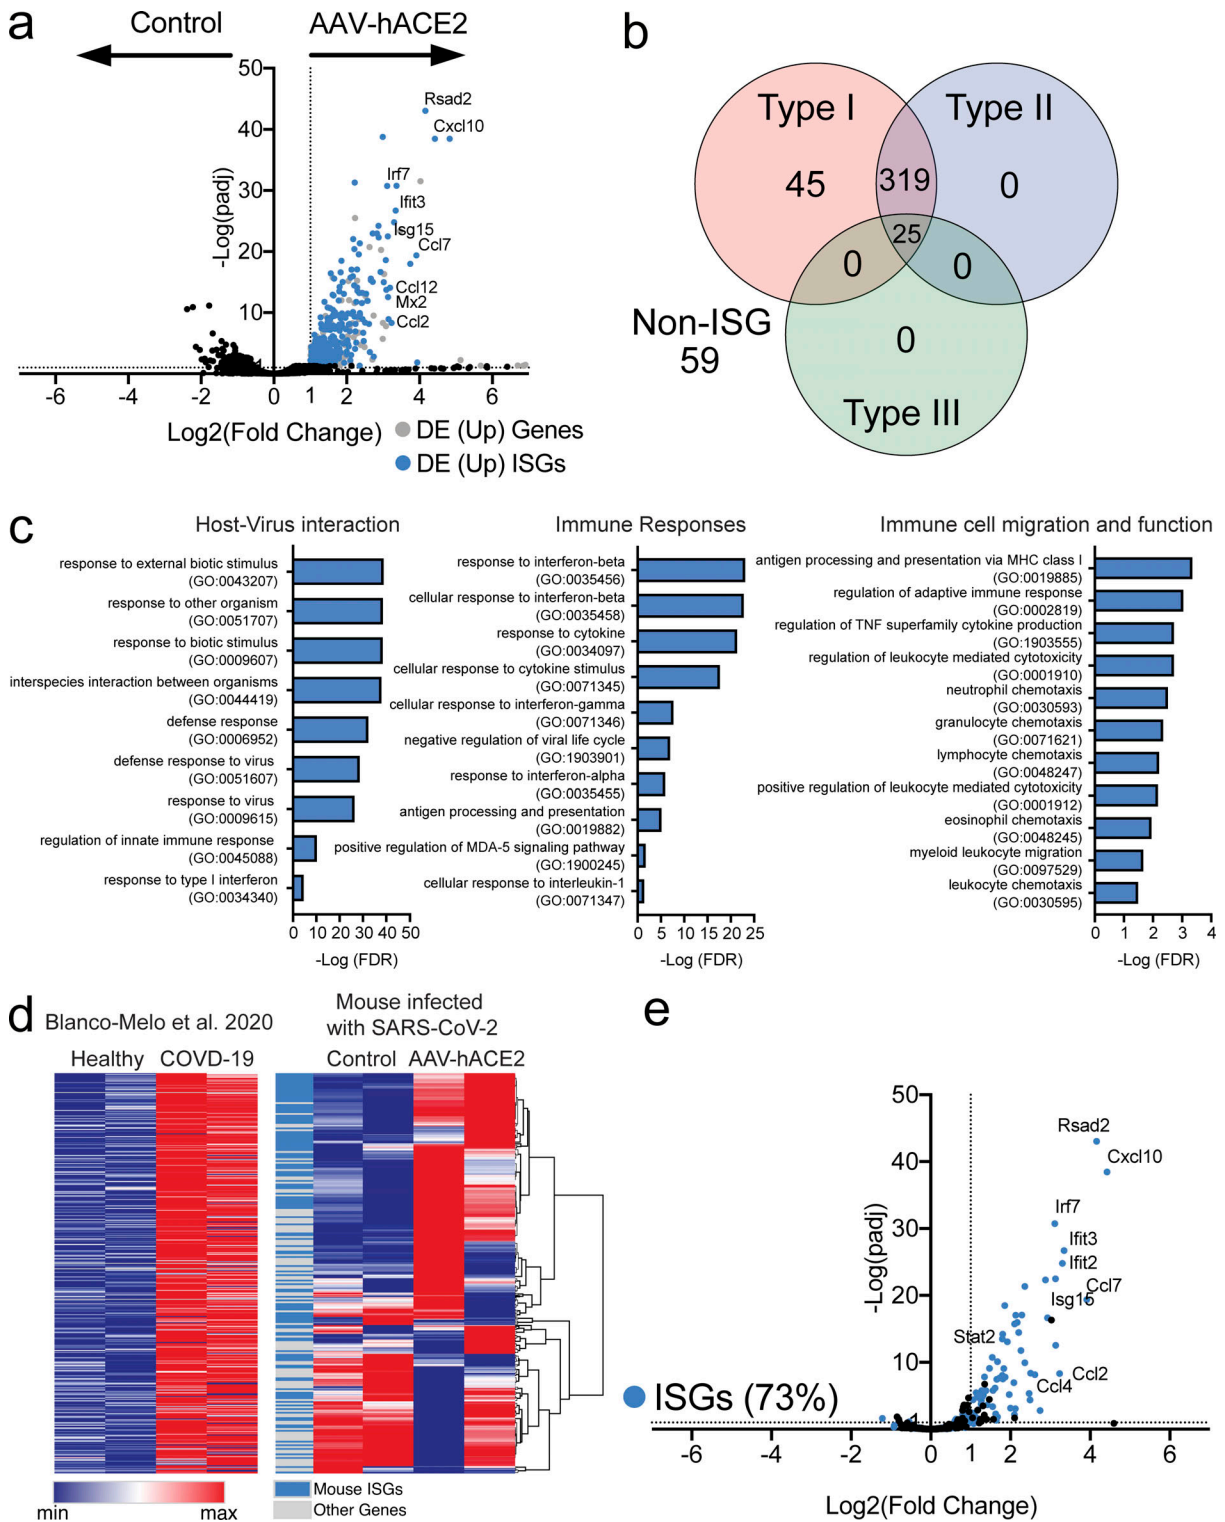 a
Control
AAV-hACE2
50
40
30
20
10
1
-Log(padj)
Rsad2
Cxcl10
Irf7
Ifit3
Isg15
Ccl7
Ccl12
Mx2
Ccl2
-6
-4
-2
0
1
2
4
6
Log2(Fold Change)
DE (Up) Genes
DE (Up) ISGs
b
Type I
Type II
45
319
0
25
0
0
Non-ISG
59
0
Type III
c
Host-Virus interaction
response to external biotic stimulus
(GO:0043207)
response to other organism
(GO:0051707)
response to biotic stimulus
(GO:0009607)
interspecies interaction between organisms
(GO:0044419)
defense response
(GO:0006952)
defense response to virus
(GO:0051607)
response to virus
(GO:0009615)
regulation of innate immune response
(GO:0045088)
response to type I interferon
(GO:0034340)
0 10 20 30 40 50
-Log (FDR)
Immune Responses
response to interferon-beta
(GO:0035456)
cellular response to interferon-beta
(GO:0035458)
response to cytokine
(GO:0034097)
cellular response to cytokine stimulus
(GO:0071345)
cellular response to interferon-gamma
(GO:0071346)
negative regulation of viral life cycle
(GO:1903901)
response to interferon-alpha
(GO:0035455)
antigen processing and presentation
(GO:0019882)
positive regulation of MDA-5 signaling pathway
(GO:1900245)
cellular response to interleukin-1
(GO:0071347)
0 5 10 15 20 25
-Log (FDR)
Immune cell migration and function
antigen processing and presentation via MHC class I
(GO:0019885)
regulation of adaptive immune response
(GO:0002819)
regulation of TNF superfamily cytokine production
(GO:1903555)
regulation of leukocyte mediated cytotoxicity
(GO:0001910)
neutrophil chemotaxis
(GO:0030593)
granulocyte chemotaxis
(GO:0071621)
lymphocyte chemotaxis
(GO:0048247)
positive regulation of leukocyte mediated cytotoxicity
(GO:0001912)
eosinophil chemotaxis
(GO:0048245)
myeloid leukocyte migration
(GO:0097529)
leukocyte chemotaxis
(GO:0030595)
0 1 2 3 4
-Log (FDR)
d
Blanco-Melo et al. 2020
Healthy
COVD-19
Mouse infected
with SARS-CoV-2
Control
AAV-hACE2
min
max
Mouse ISGs
Other Genes
e
50
40
30
20
10
1
-Log(padj)
Rsad2
Cxcl10
Irf7
Ifit3
Ifit2
Ccl7
Isg15
Stat2
Ccl2
Ccl4
ISGs (73%)
-6
-4
-2
0
1
2
4
6
Log2(Fold Change)